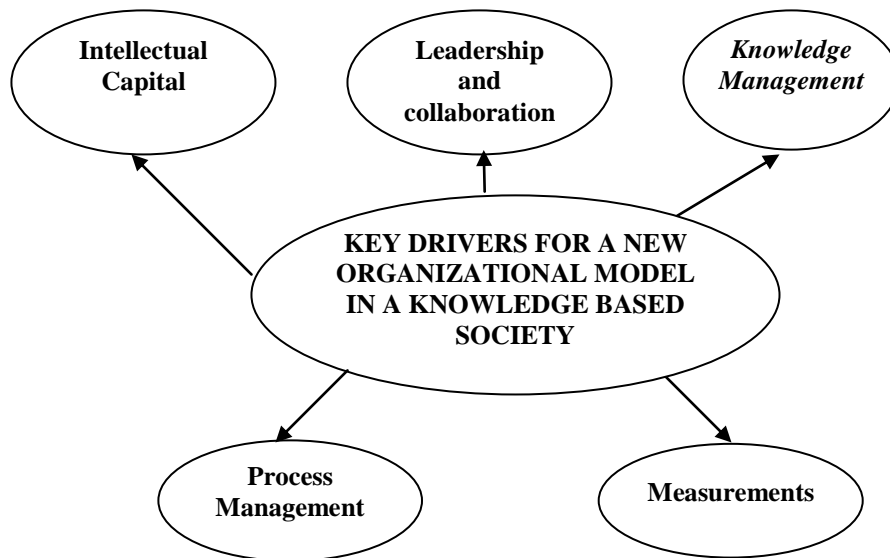 Intellectual
Capital
Leadership
and
collaboration
Knowledge
Management
KEY DRIVERS FOR A NEW
ORGANIZATIONAL MODEL
IN A KNOWLEDGE BASED
SOCIETY
Process
Management
Measurements